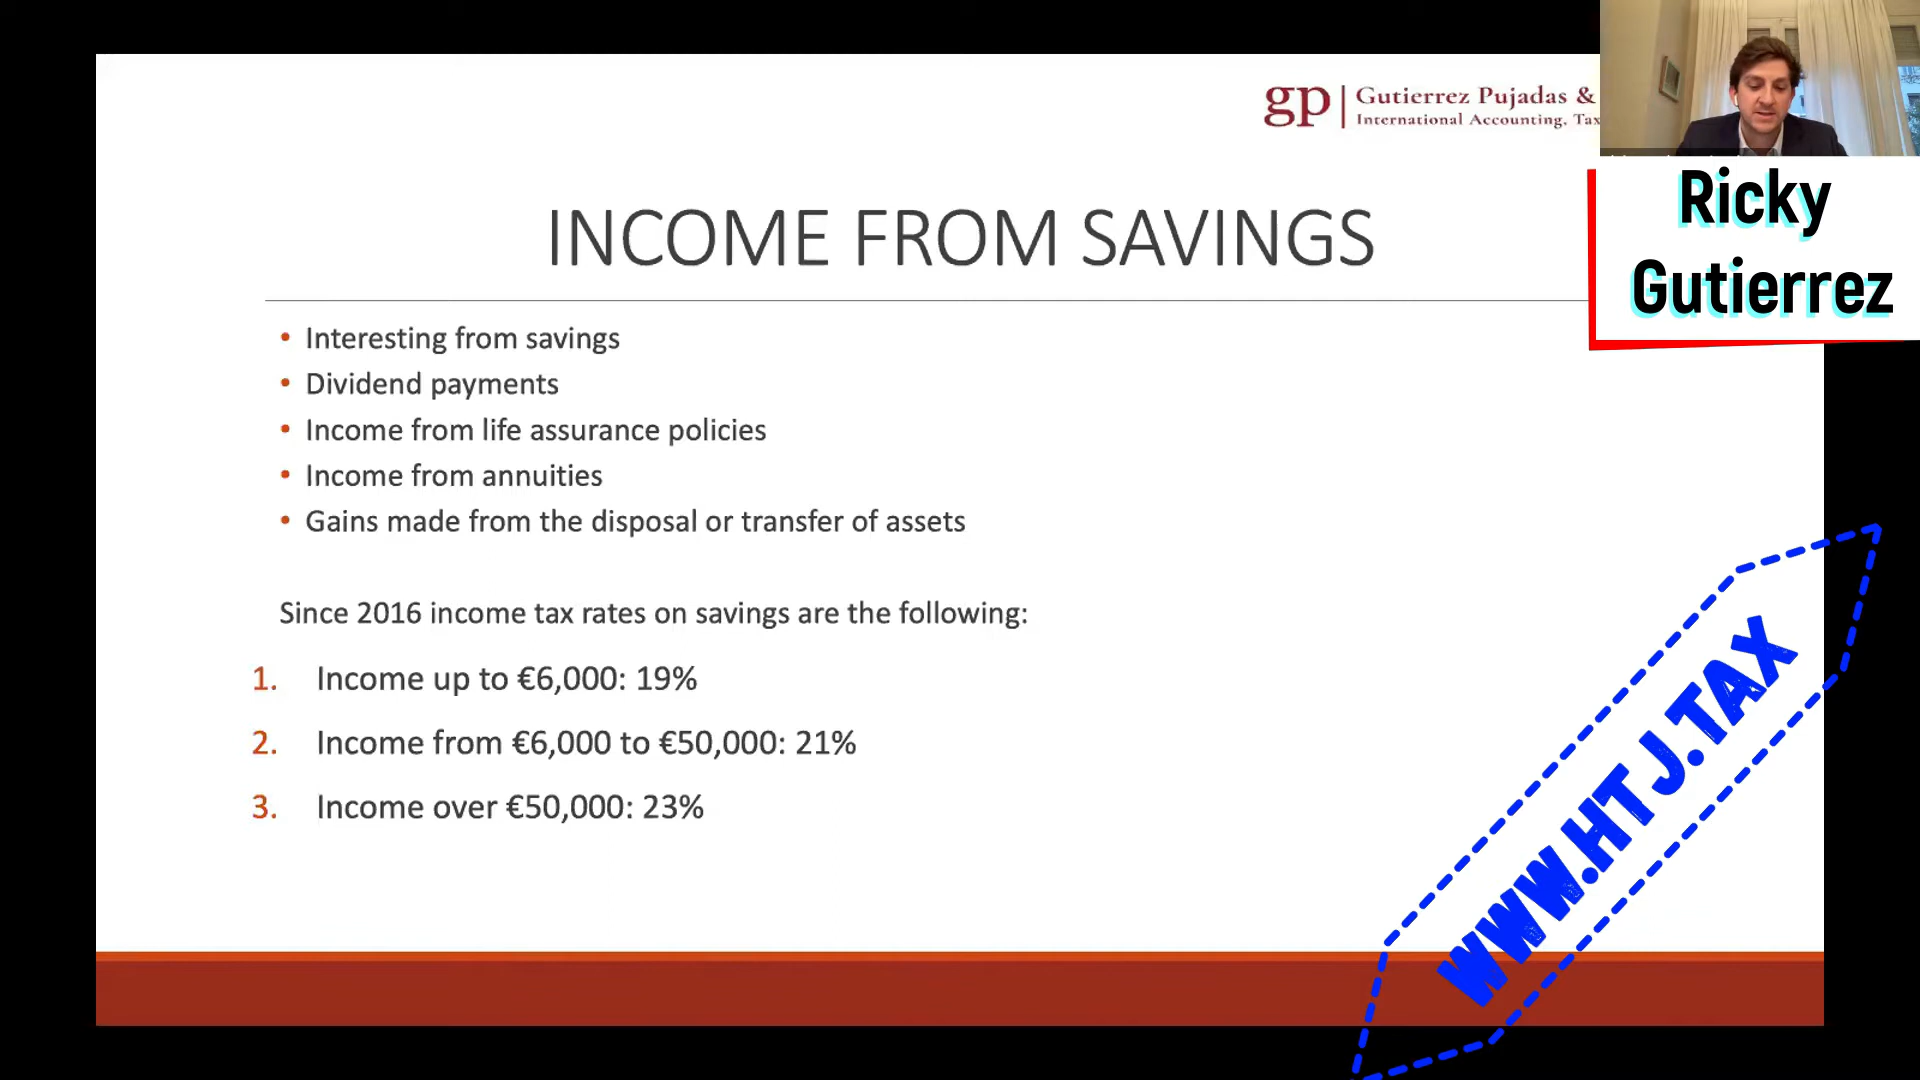 gp | Gutierrez Pujadas &
International Accounting, Tax
Ricky
Gutierrez
INCOME FROM SAVINGS
• Interesting from savings
• Dividend payments
• Income from life assurance policies
• Income from annuities
• Gains made from the disposal or transfer of assets
Since 2016 income tax rates on savings are the following:
1. Income up to €6,000: 19%
2. Income from €6,000 to €50,000: 21%
3. Income over €50,000: 23%
WWW.HTJ.TAX